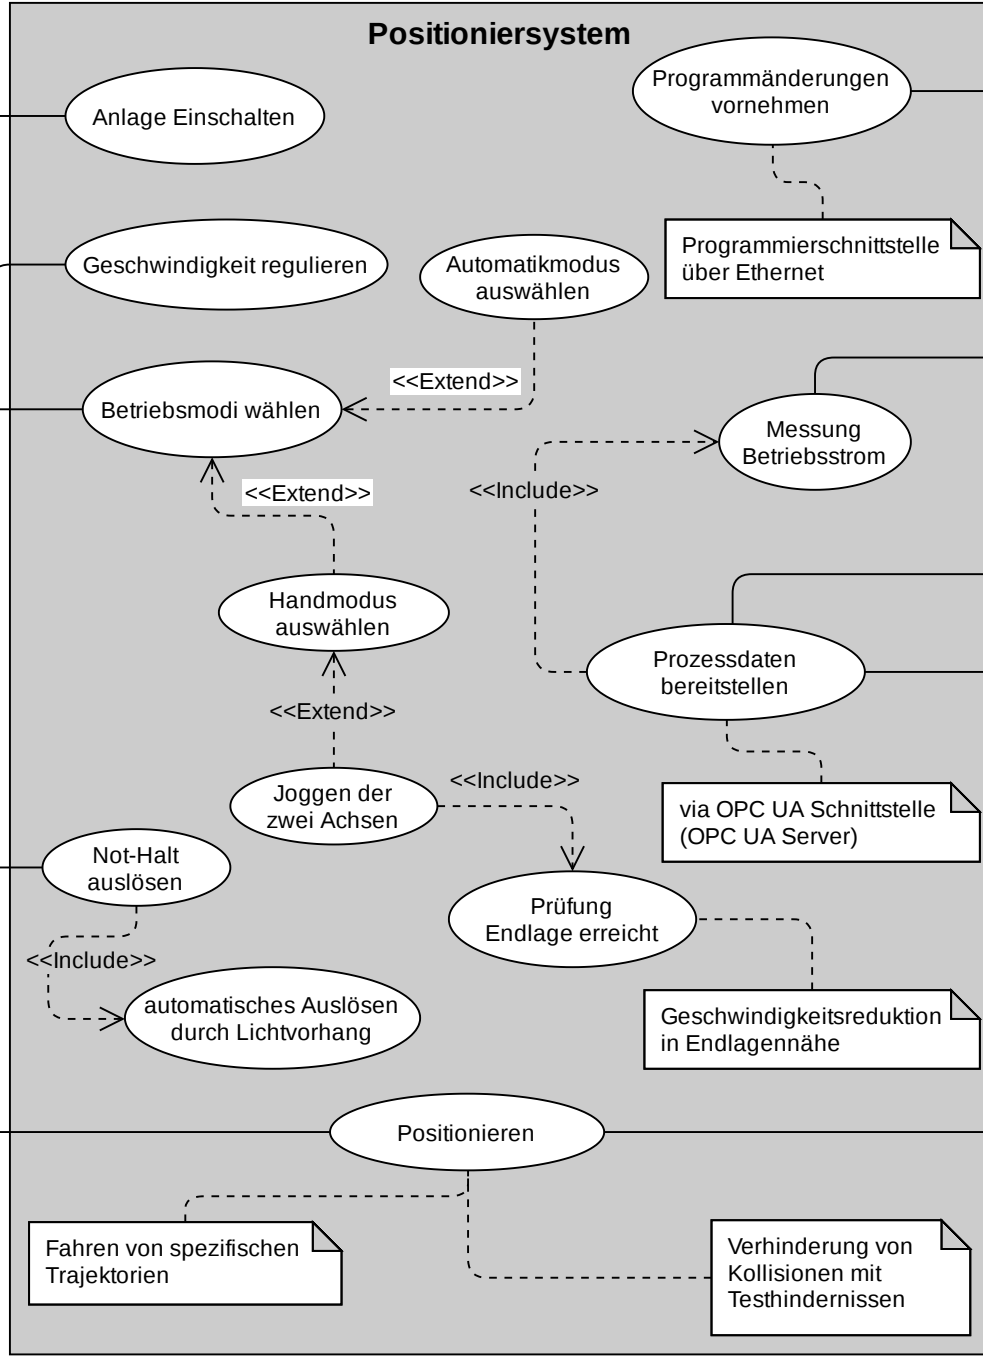 Positioniersystem
Anlage Einschalten
Programmänderungen
vornehmen
Programmierschnittstelle
über Ethernet
Geschwindigkeit regulieren
Automatikmodus
auswählen
<<Extend>>
Betriebsmodi wählen
Messung
Betriebsstrom
<<Extend>>
<<Include>>
Handmodus
auswählen
Prozessdaten
bereitstellen
<<Extend>>
Joggen der
zwei Achsen
<<Include>>
via OPC UA Schnittstelle
(OPC UA Server)
Not-Halt
auslösen
Prüfung
Endlage erreicht
<<Include>>
automatisches Auslösen
durch Lichtvorhang
Geschwindigkeitsreduktion
in Endlagennähe
Positionieren
Fahren von spezifischen
Trajektorien
Verhinderung von
Kollisionen mit
Testhindernissen